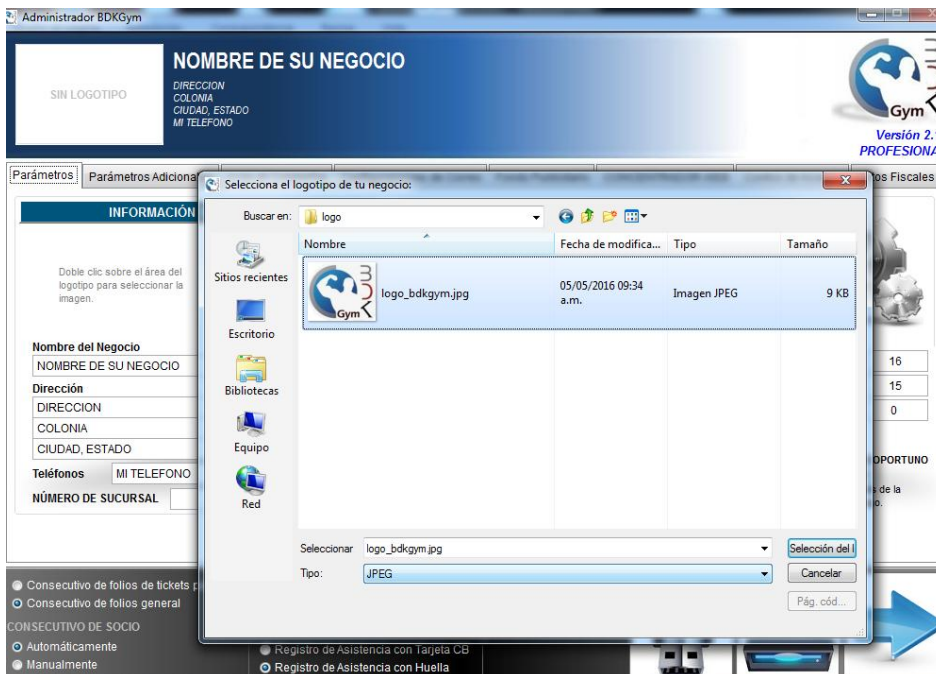 Administrador BDKGym
SIN LOGOTIPO
NOMBRE DE SU NEGOCIO
DIRECCION
COLONIA
CIUDAD, ESTADO
MI TELEFONO
Gym
Versión 2.
PROFESIONA
Parámetros
Parámetros Adiciona
os Fiscales
INFORMACIÓN
Doble clic sobre el área del
logotipo para seleccionar la
imagen.
Nombre del Negocio
NOMBRE DE SU NEGOCIO
Dirección
DIRECCION
COLONIA
CIUDAD, ESTADO
Teléfonos MI TELEFONO
NÚMERO DE SUCURSAL
Selecciona el logotipo de tu negocio:
Buscar en: logo
Sitios recientes
Escritorio
Bibliotecas
Equipo
Red
Nombre Fecha de modifica... Tipo Tamaño
BDK
Gym
logo_bdkgym.jpg 05/05/2016 09:34 a.m. Imagen JPEG 9 KB
Seleccionar logo_bdkgym.jpg Selección del l
Tipo: JPEG Cancelar
Pág. cód...
16
15
0
OPORTUNO
s de la
o.
Consecutivo de folios de tickets p
Consecutivo de folios general
CONSECUTIVO DE SOCIO
Automáticamente
Manualmente
Registro de Asistencia con Tarjeta CB
Registro de Asistencia con Huella